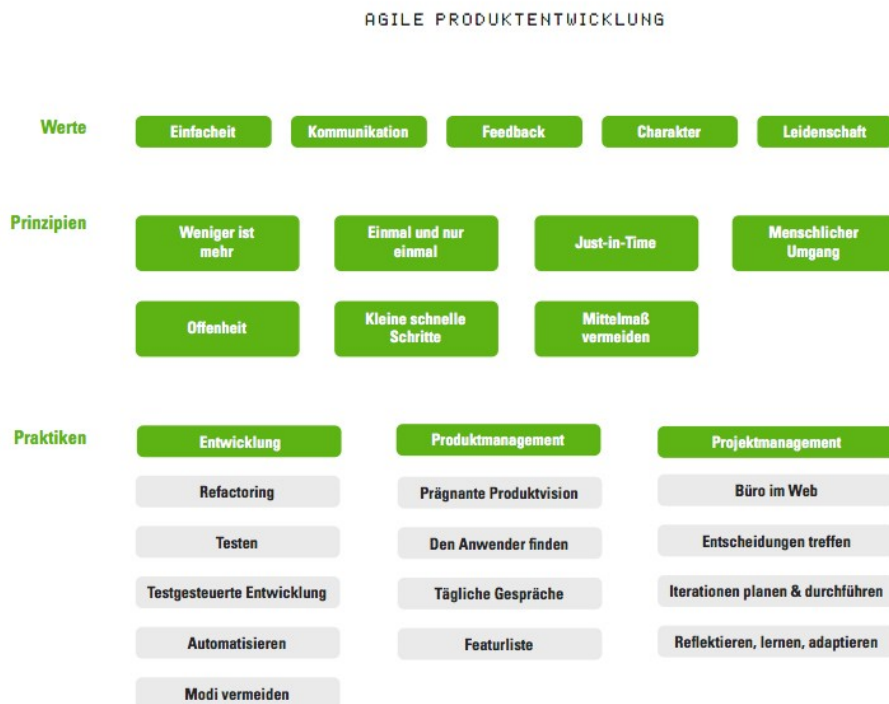 AGILE PRODUKTENTWICKLUNG
Werte
Einfacheit
Kommunikation
Feedback
Charakter
Leidenschaft
Prinzipien
Weniger ist
mehr
Einmal und nur
einmal
Just-in-Time
Menschlicher
Umgang
Offenheit
Kleine schnelle
Schritte
Mittelmaß
vermeiden
Praktiken
Entwicklung
Refactoring
Testen
Testgesteuerte Entwicklung
Automatisieren
Modi vermeiden
Produktmanagement
Prägnante Produktvision
Den Anwender finden
Tägliche Gespräche
Featurliste
Projektmanagement
Büro im Web
Entscheidungen treffen
Iterationen planen & durchführen
Reflektieren, lernen, adaptieren